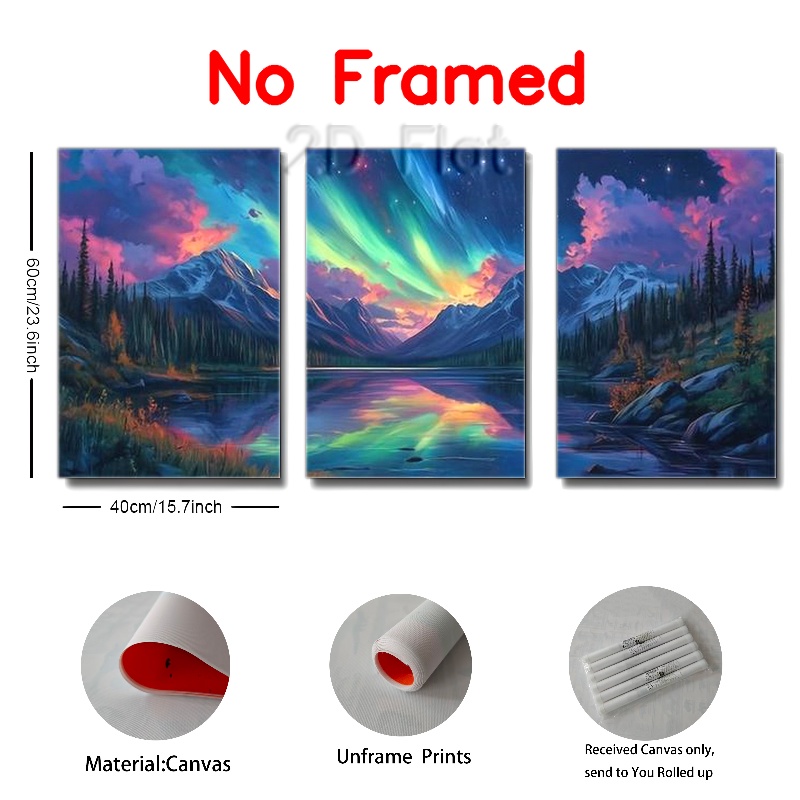 No Framed
2D Flat
60cm/23.6inch
40cm/15.7inch
Material:Canvas
Unframe Prints
Received Canvas only,
send to You Rolled up